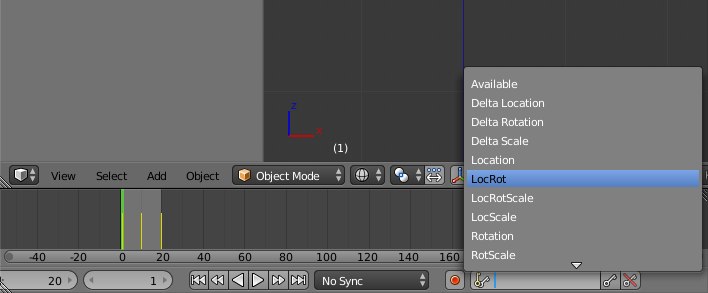 Available
Delta Location
Delta Rotation
Delta Scale
z
x
(1)
Location
View Select Add Object Object Mode
LocRot
LocRotScale
LocScale
Rotation
RotScale
-40 -20 0 20 40 60 80 100 120 140 160
20 1 No Sync